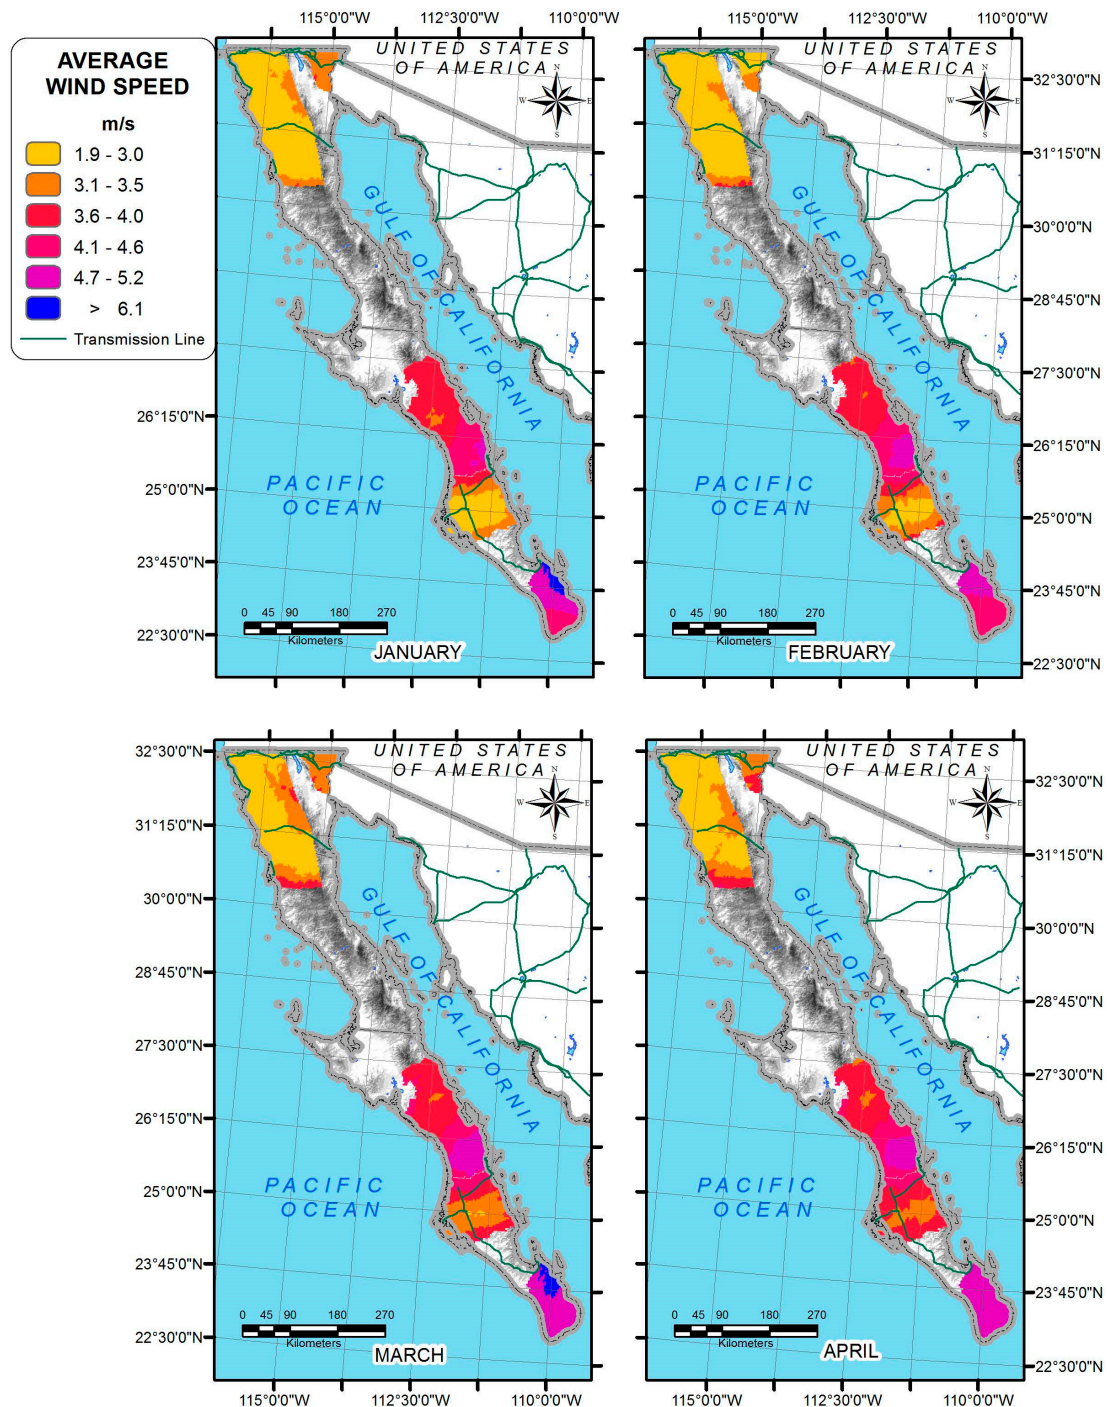 115°0'0"W 112°30'0"W 110°0'0"W
115°0'0"W 112°30'0"W 110°0'0"W
AVERAGE
WIND SPEED
m/s
1.9 - 3.0
3.1 - 3.5
3.6 - 4.0
4.1 - 4.6
4.7 - 5.2
> 6.1
Transmission Line
UNITED STATES
OF AMERICA
N
W E
S
GULF OF CALIFORNIA
PACIFIC
OCEAN
26°15'0"N
25°0'0"N
23°45'0"N
22°30'0"N
0 45 90 180 270
Kilometers
JANUARY
UNITED STATES
OF AMERICA
N
W E
S
GULF OF CALIFORNIA
PACIFIC
OCEAN
32°30'0"N
31°15'0"N
30°0'0"N
28°45'0"N
27°30'0"N
26°15'0"N
25°0'0"N
23°45'0"N
22°30'0"N
0 45 90 180 270
Kilometers
FEBRUARY
32°30'0"N
31°15'0"N
30°0'0"N
28°45'0"N
27°30'0"N
26°15'0"N
25°0'0"N
23°45'0"N
22°30'0"N
UNITED STATES
OF AMERICA
N
W E
S
GULF OF CALIFORNIA
PACIFIC
OCEAN
0 45 90 180 270
Kilometers
MARCH
UNITED STATES
OF AMERICA
N
W E
S
GULF OF CALIFORNIA
PACIFIC
OCEAN
32°30'0"N
31°15'0"N
30°0'0"N
28°45'0"N
27°30'0"N
26°15'0"N
25°0'0"N
23°45'0"N
22°30'0"N
0 45 90 180 270
Kilometers
APRIL
115°0'0"W 112°30'0"W 110°0'0"W
115°0'0"W 112°30'0"W 110°0'0"W